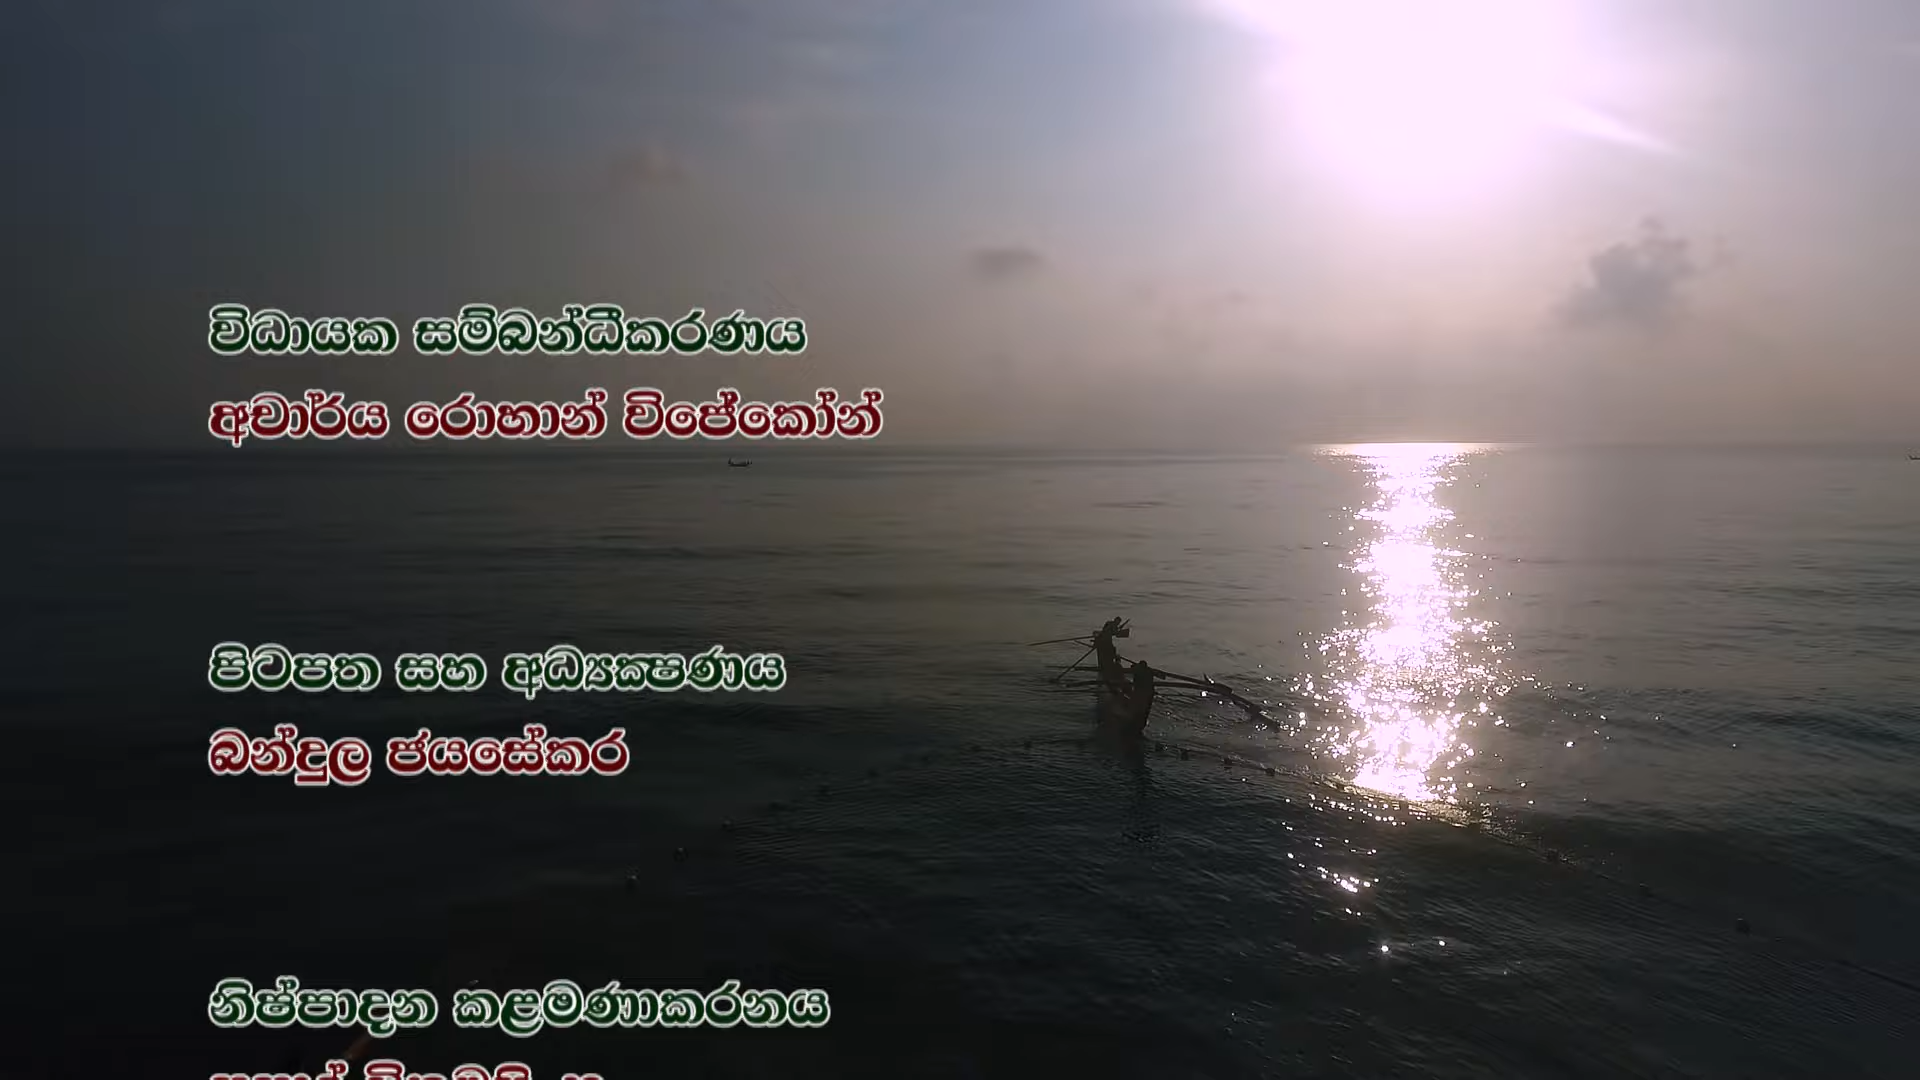 විධායක සම්බන්ධීකරණය
අචාර්ය රොහාන් විජේකෝන්
පිටපත සහ අධ්‍යක්ෂණය
බන්දුල ජයසේකර
නිෂ්පාදන කළමණාකරනය